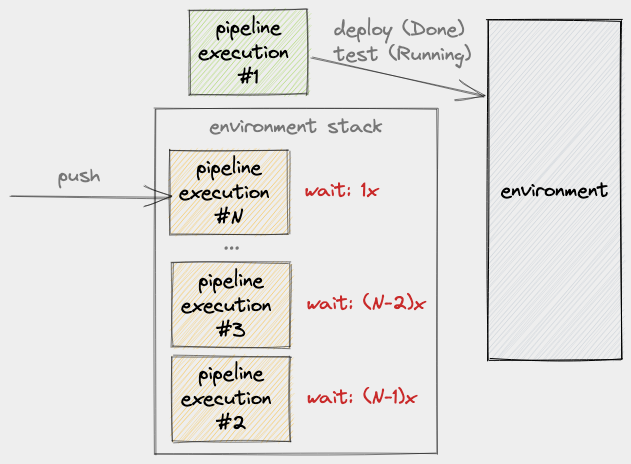 pipeline
execution
#1
deploy (Done)
test (Running)
environment stack
push
pipeline
execution
#N
wait: 1x
...
pipeline
execution
#3
wait: (N-2)x
pipeline
execution
#2
wait: (N-1)x
environment